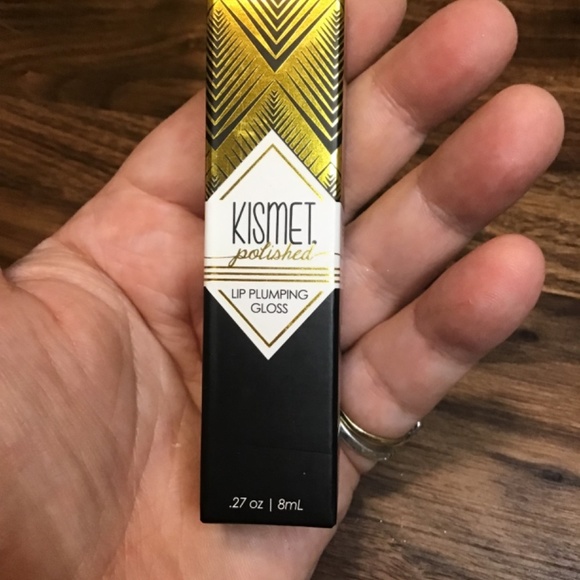 KISMET.
polished
LIP PLUMPING
GLOSS
.27 oz | 8mL